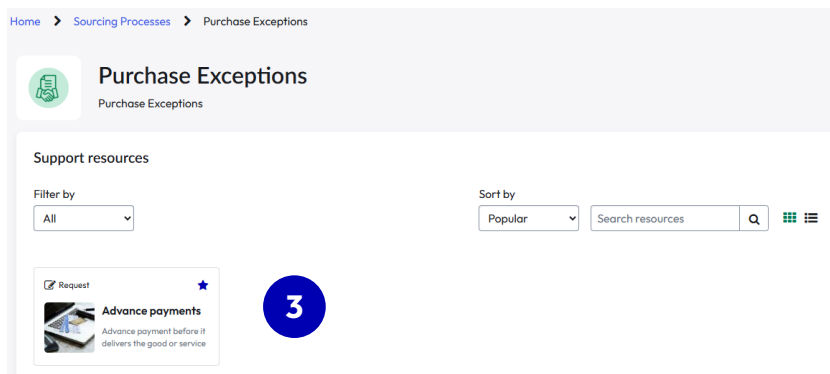 Home > Sourcing Processes > Purchase Exceptions
Purchase Exceptions
Purchase Exceptions
Support resources
Filter by
Sort by
All
Popular
Search resources
Request
Advance payments
Advance payment before it
delivers the good or service
3